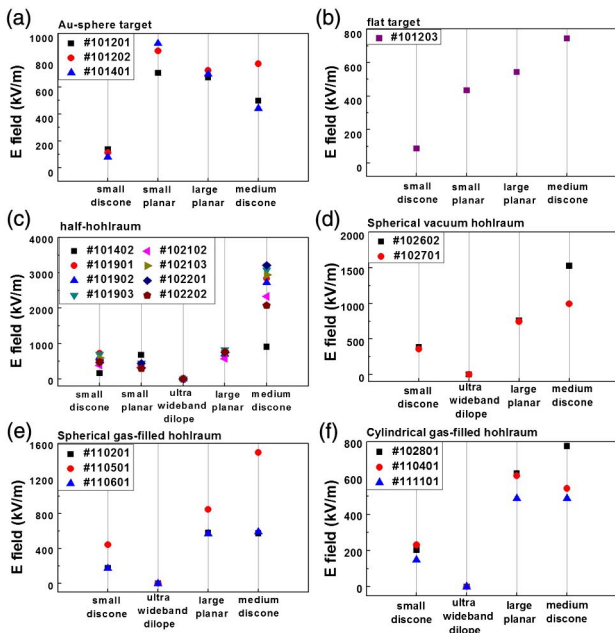 (a) Au-sphere target
1000
800
600
400
200
0
E field (kV/m)
#101201
#101202
#101401
small discone
small planar
large planar
medium discone
(b) flat target
800
600
400
200
0
E field (kV/m)
#101203
small discone
small planar
large planar
medium discone
(c) half-hohlraum
4000
3000
2000
1000
0
E field (kV/m)
#101402 #102102
#101901 #102103
#101902 #102201
#101903 #102202
small discone
small planar
ultra wideband dilope
large planar
medium discone
(d) Spherical vacuum hohlraum
2000
1500
1000
500
0
E field (kV/m)
#102602
#102701
small discone
ultra wideband dilope
large planar
medium discone
(e) Spherical gas-filled hohlraum
1600
1200
800
400
0
E field (kV/m)
#110201
#110501
#110601
small discone
ultra wideband dilope
large planar
medium discone
(f) Cylindrical gas-filled hohlraum
800
600
400
200
0
E field (kV/m)
#102801
#110401
#111101
small discone
ultra wideband dilope
large planar
medium discone